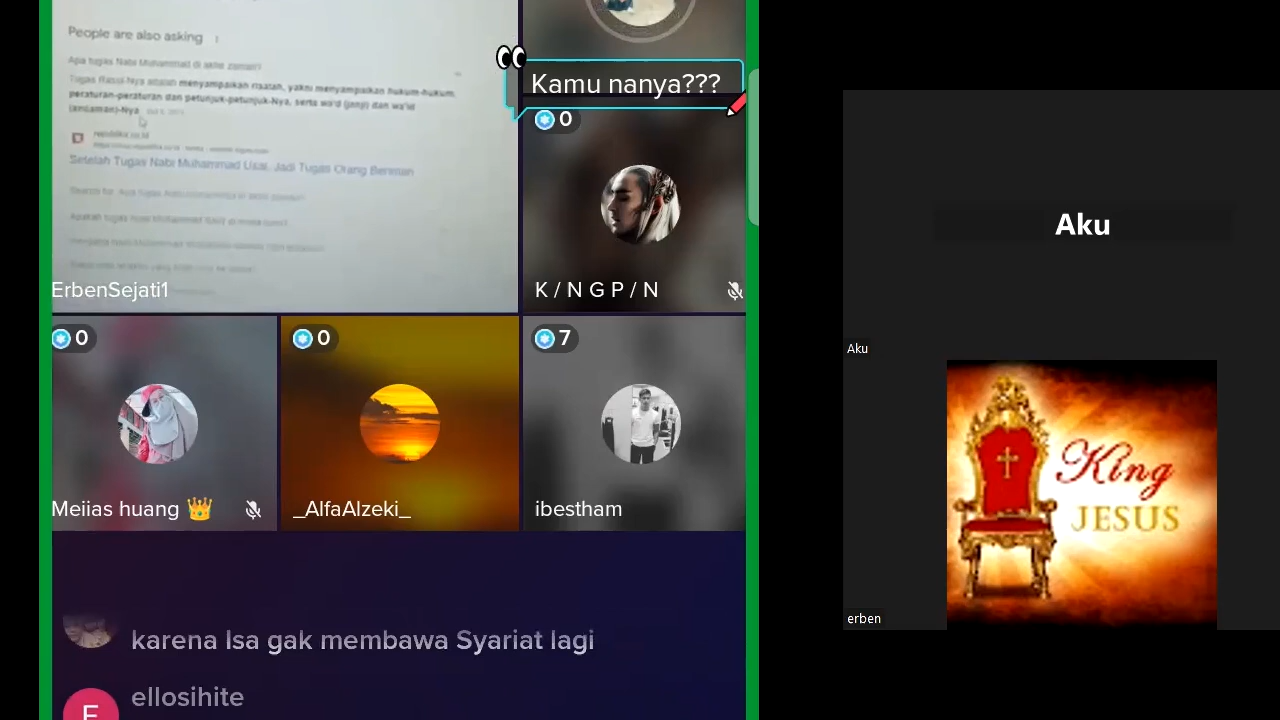 People are also asking
Apa tugas Nabi Muhammad di akhir zaman?
Tugas Rasul-Nya adalah menyampaikan risalah, yakni menyampaikan hukum-hukum,
peraturan-peraturan dan petunjuk-petunjuk-Nya, serta wa'd (janji) dan wa'id
(ancaman)-Nya
republika.co.id
Setelah Tugas Nabi Muhammad Usai, Jadi Tugas Orang Beriman
ErbenSejati1
Kamu nanya???
0
K / N G P / N
0
Meiias huang 👑
0
_AlfaAlzeki_
7
ibestham
karena Isa gak membawa Syariat lagi
ellosihite
E
Aku
Aku
King
JESUS
erben